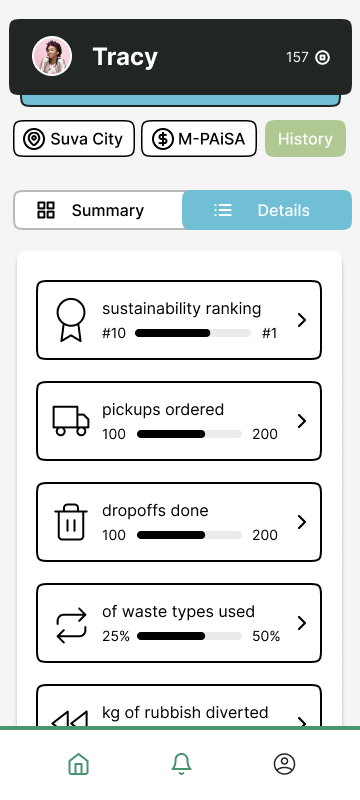 Tracy
157
Suva City
M-PAiSA
History
Summary
Details
sustainability ranking
#10 #1
pickups ordered
100 200
dropoffs done
100 200
of waste types used
25% 50%
kg of rubbish diverted